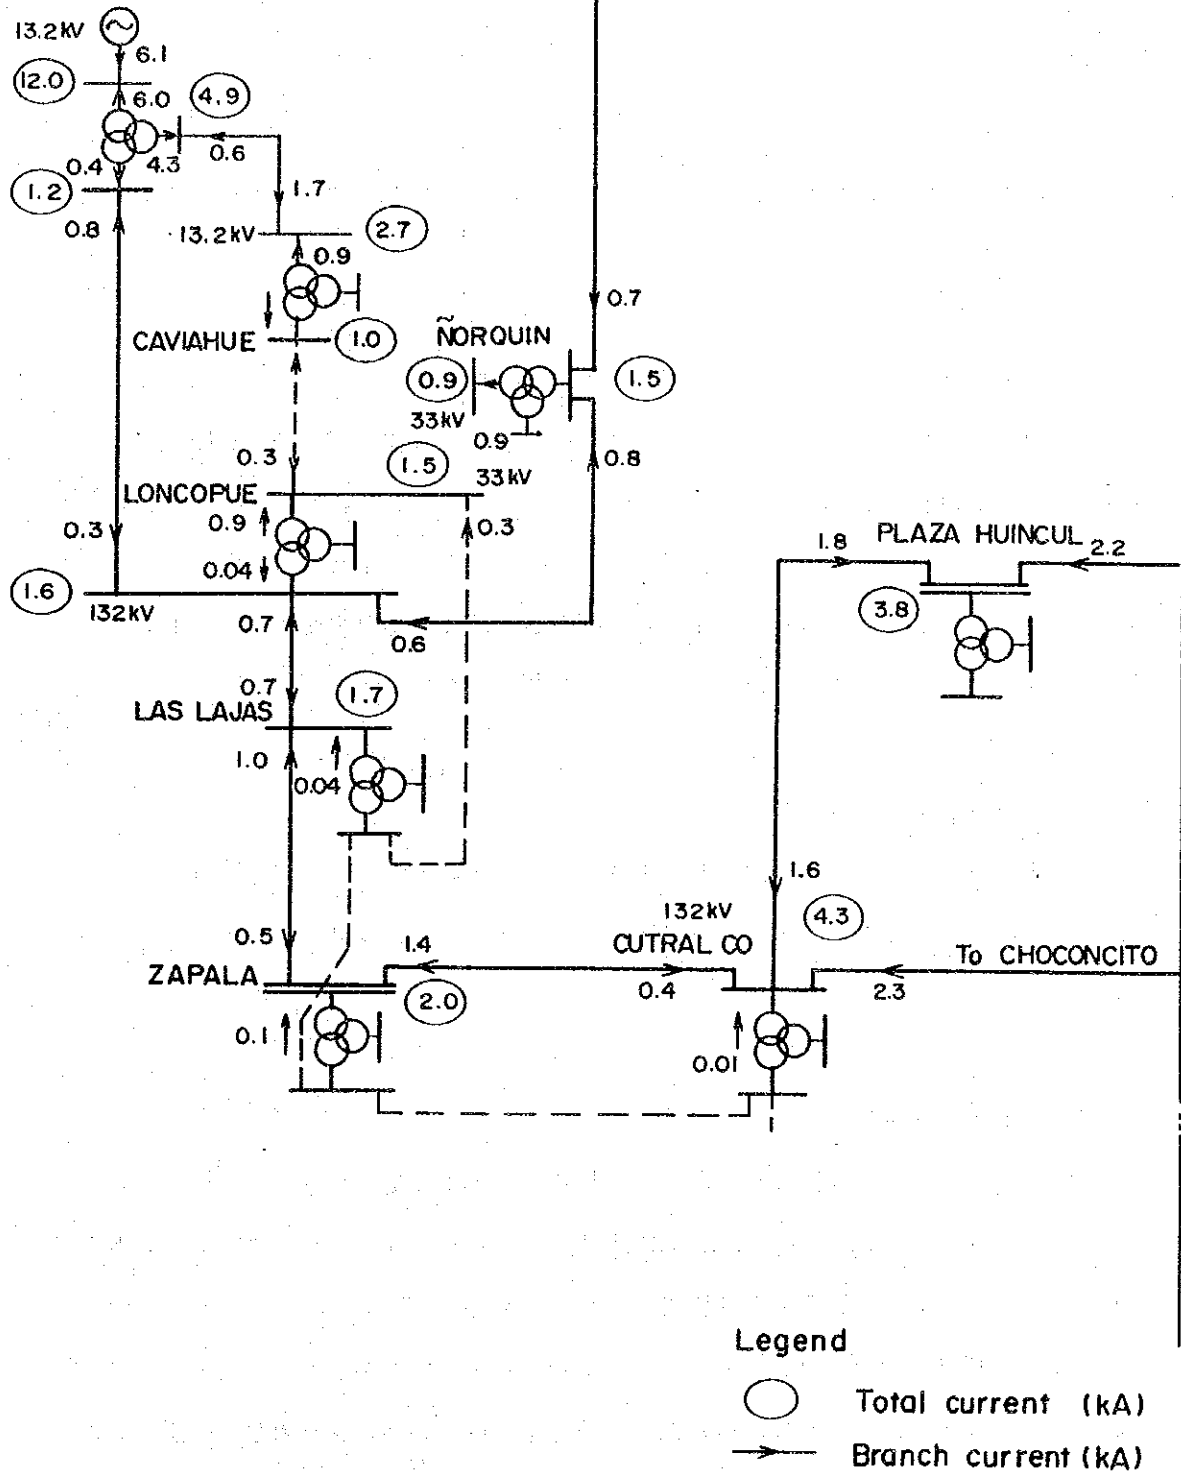 13.2kV
6.1
12.0
6.0
4.9
0.4
4.3
0.6
1.2
1.7
0.8
13.2kV
2.7
0.9
0.7
CAVIAHUE
1.0
ÑORQUIN
0.9
1.5
33kV
0.9
0.3
1.5
0.8
33kV
LONCOPUE
0.9
0.3
0.3
PLAZA HUINCUL
1.8
2.2
0.04
1.6
132kV
3.8
0.7
0.6
0.7
1.7
LAS LAJAS
1.0
0.04
1.6
132kV
4.3
0.5
1.4
CUTRAL CO
To CHOCONCITO
ZAPALA
2.0
0.4
2.3
0.1
0.01
Legend
Total current (kA)
Branch current (kA)